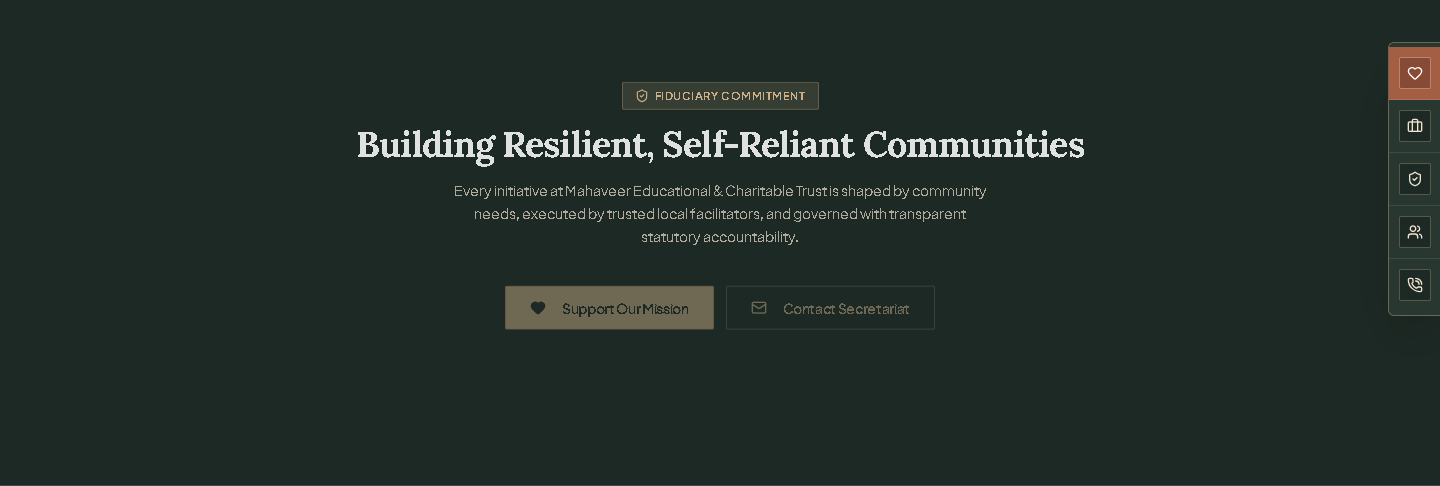 FIDUCIARY COMMITMENT
Building Resilient, Self-Reliant Communities
Every initiative at Mahaveer Educational & Charitable Trust is shaped by community
needs, executed by trusted local facilitators, and governed with transparent
statutory accountability.
Support Our Mission
Contact Secretariat